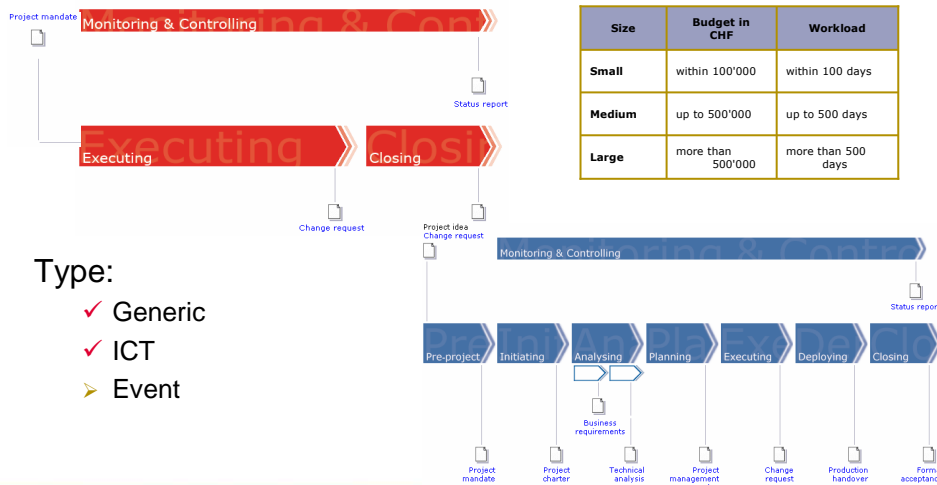 Project mandate
Monitoring & Controlling
Status report
Executing
Closing
Change request
Size
Budget in
CHF
Workload
Small
within 100'000
within 100 days
Medium
up to 500'000
up to 500 days
Large
more than
500'000
more than 500
days
Type:
Generic
ICT
Event
Project idea
Change request
Monitoring & Controlling
Status repor
Pre-project
Initiating
Analysing
Planning
Executing
Deploying
Closing
Business
requirements
Project
mandate
Project
charter
Technical
analysis
Project
management
Change
request
Production
handover
Forma
acceptanc